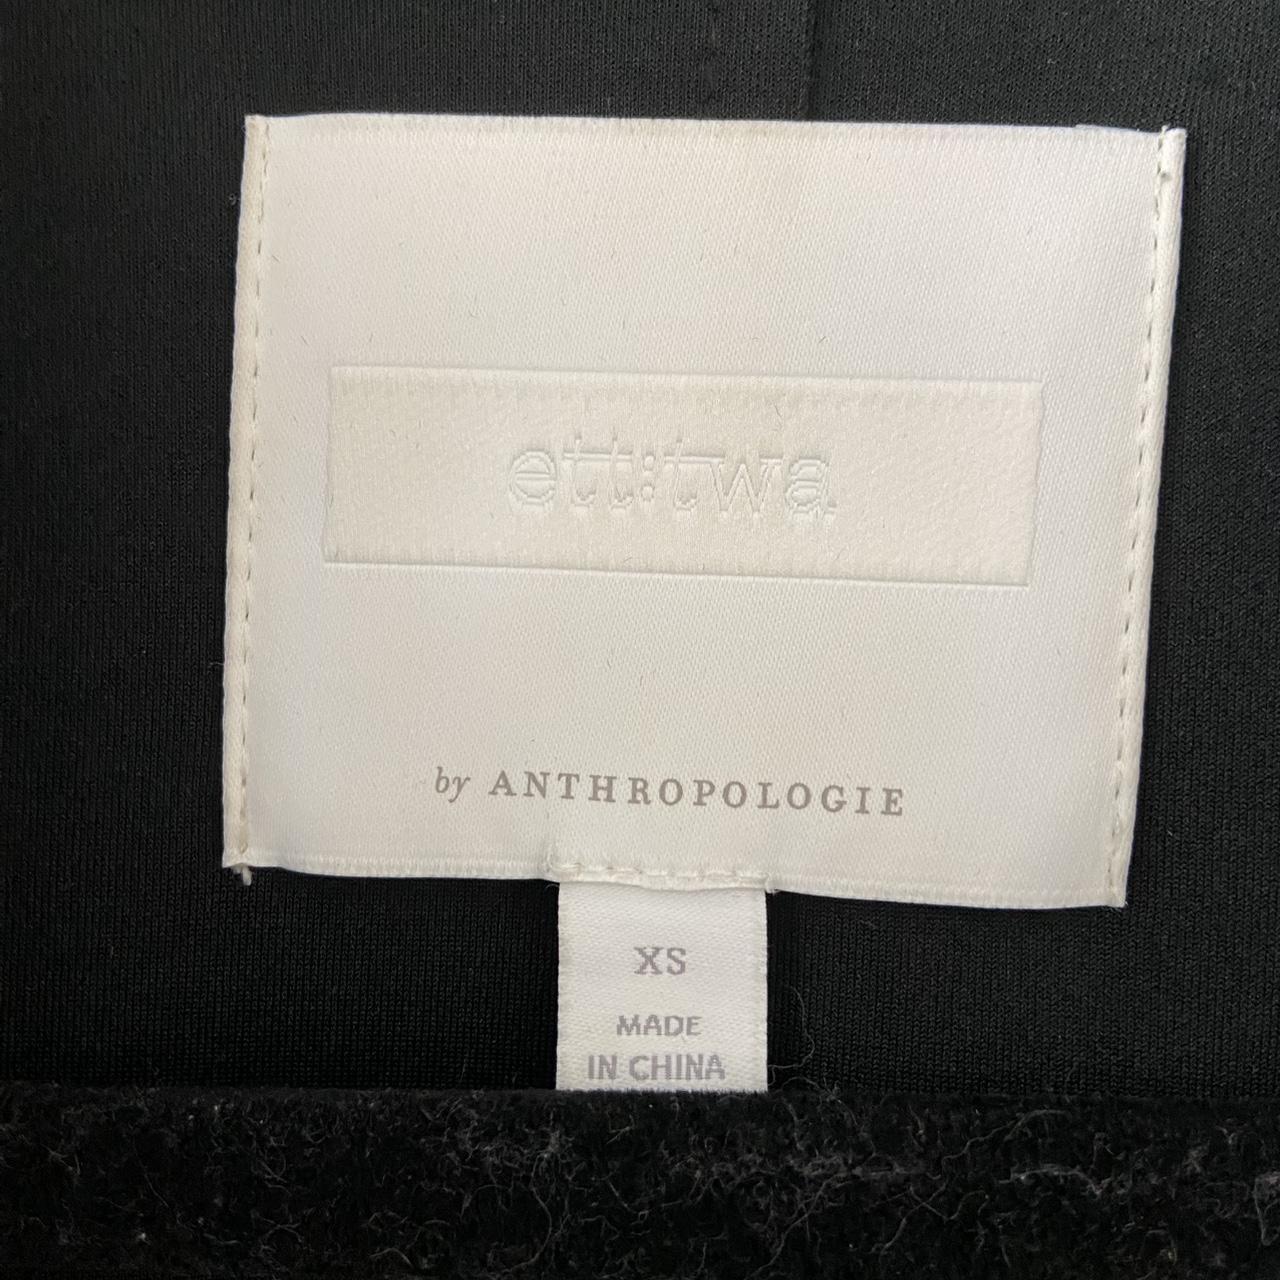 ett:twa
by ANTHROPOLOGIE
XS
MADE
IN CHINA